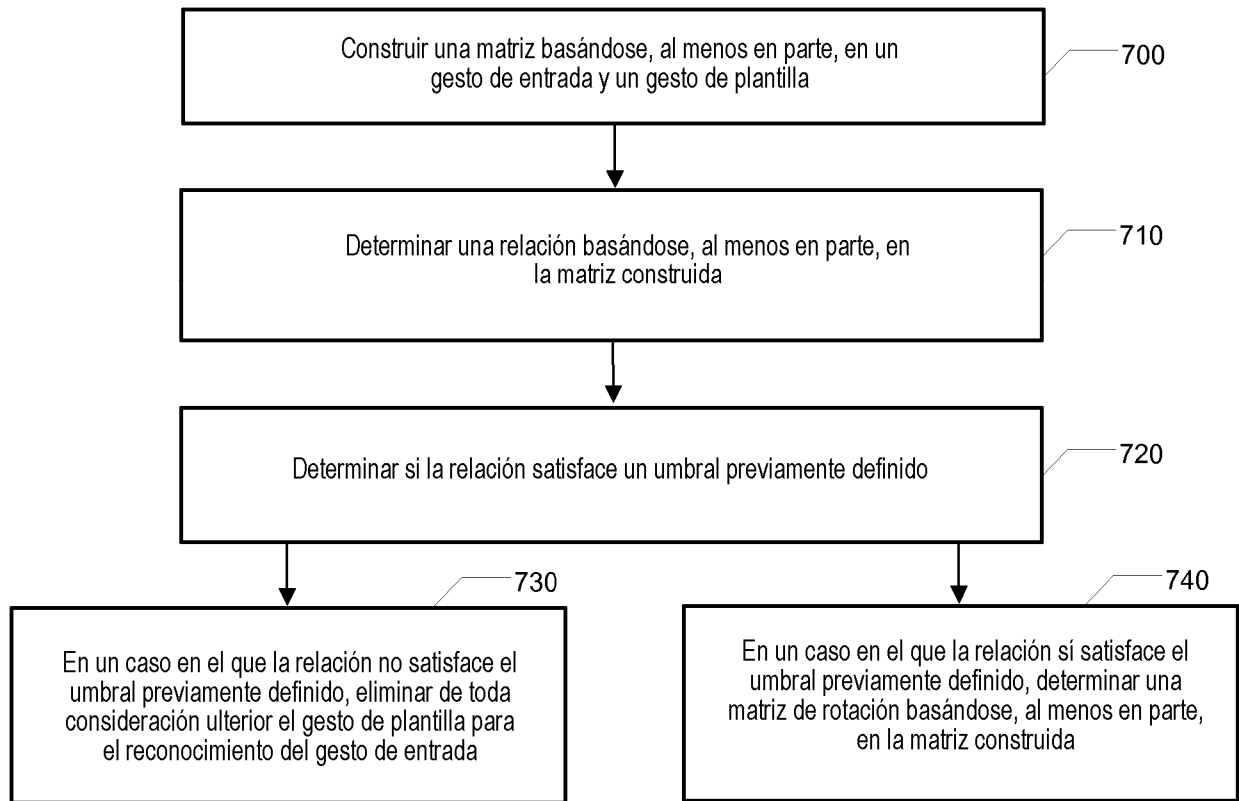 Construir una matriz basándose, al menos en parte, en un
gesto de entrada y un gesto de plantilla
700
Determinar una relación basándose, al menos en parte, en
la matriz construida
710
Determinar si la relación satisface un umbral previamente definido
720
730
En un caso en el que la relación no satisface el
umbral previamente definido, eliminar de toda
consideración ulterior el gesto de plantilla para
el reconocimiento del gesto de entrada
740
En un caso en el que la relación sí satisface el
umbral previamente definido, determinar una
matriz de rotación basándose, al menos en parte,
en la matriz construida